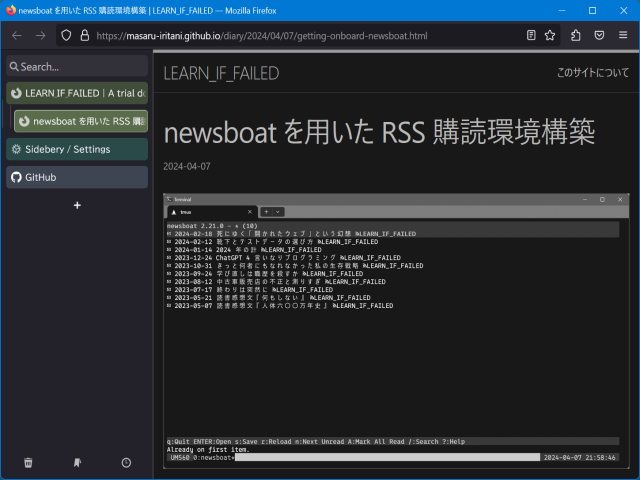 newsboat を用いた RSS 購読環境構築 | LEARN_IF_FAILED — Mozilla Firefox
https://masaru-iritani.github.io/diary/2024/04/07/getting-onboard-newsboat.html
Search...
LEARN IF FAILED | A trial do
newsboat を用いた RSS 購読
Sidebery / Settings
GitHub
+
LEARN_IF_FAILED
このサイトについて
newsboat を用いた RSS 購読環境構築
2024-04-07
Terminal
tmux
newsboat 2.21.0 - ★ (10)
2024-02-18 死にゆく「開かれたウェブ」という幻想 %LEARN_IF_FAILED
2024-02-12 靴下とテストデータの選び方 %LEARN_IF_FAILED
2024-01-14 2024 年の計 %LEARN_IF_FAILED
2023-12-24 ChatGPT 4 言いなりプログラミング %LEARN_IF_FAILED
2023-10-31 きっと何者にもなれなかった私の生存戦略 %LEARN_IF_FAILED
2023-09-24 学び直しは職歴を殺すか %LEARN_IF_FAILED
2023-08-12 中古車販売店の不正と測りすぎ %LEARN_IF_FAILED
2023-07-17 終わりは突然に %LEARN_IF_FAILED
2023-05-21 読書感想文『何もしない』 %LEARN_IF_FAILED
2023-05-07 読書感想文『人体六〇〇万年史』 %LEARN_IF_FAILED
q:Quit ENTER:Open s:Save r:Reload n:Next Unread A:Mark All Read /:Search ?:Help
Already on first item.
UM560 0:newsboat* 2024-04-07 21:58:46